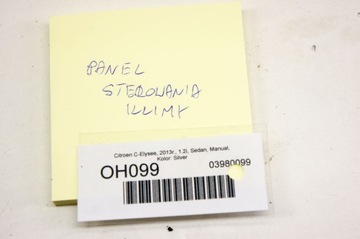 PANEL
STEROWANIA
ILLIMY
Citroen C-Elysee, 2013r., 1.2i, Sedan, Manual,
Kolor: Silver
OH099
03980099